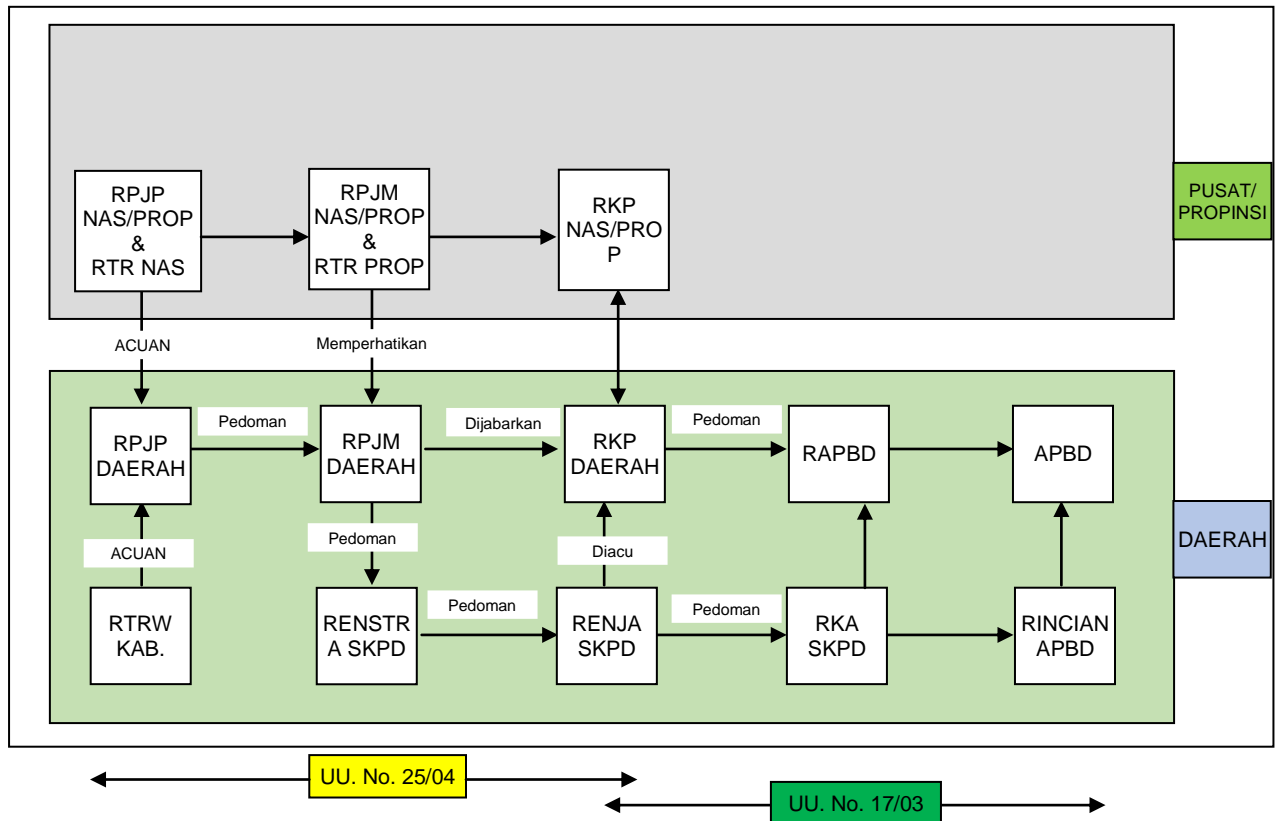 RPJP
NAS/PROP
&
RTR NAS
RPJM
NAS/PROP
&
RTR PROP
RKP
NAS/PRO
P
PUSAT/
PROPINSI
ACUAN
Memperhatikan
RPJP
DAERAH
Pedoman
RPJM
DAERAH
Dijabarkan
RKP
DAERAH
Pedoman
RAPBD
APBD
ACUAN
Pedoman
Diacu
DAERAH
RTRW
KAB.
RENSTR
A SKPD
Pedoman
RENJA
SKPD
Pedoman
RKA
SKPD
RINCIAN
APBD
UU. No. 25/04
UU. No. 17/03